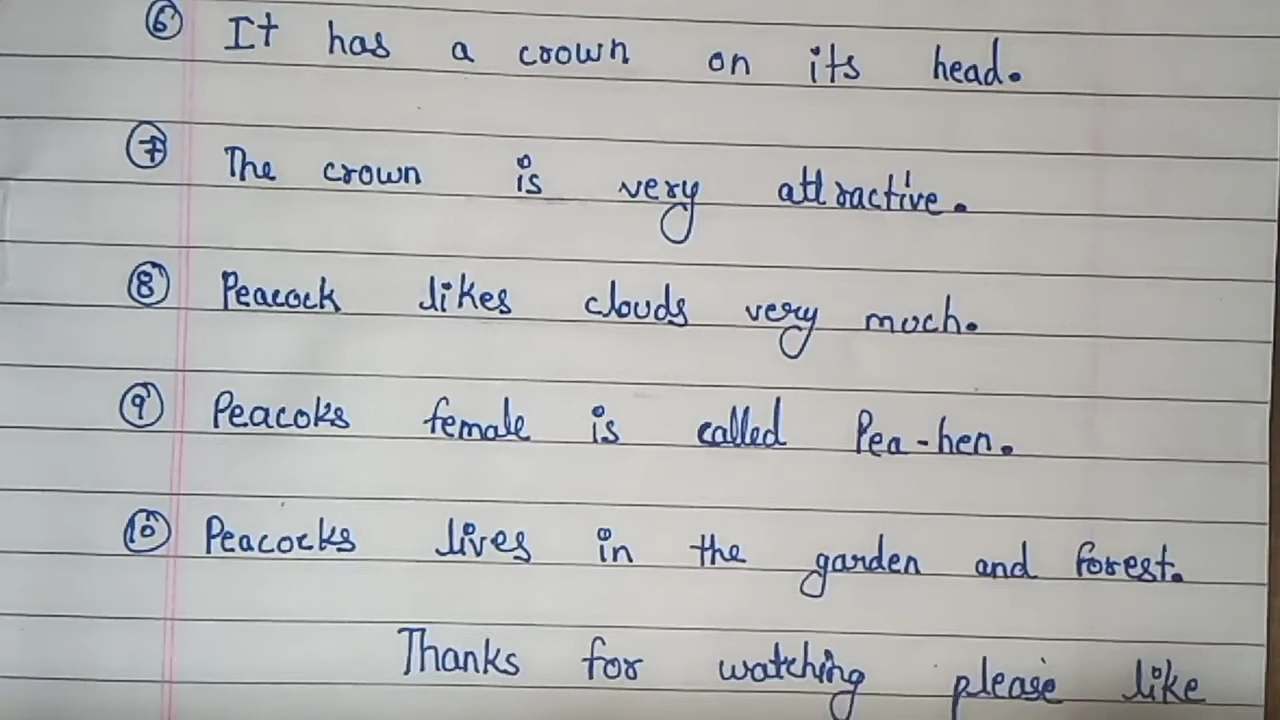 6 It has a crown on its head.
7 The crown is very attractive.
8 Peacock likes clouds very much.
9 Peacoks female is called Pea-hen.
10 Peacocks lives in the garden and forest.
Thanks for watching please like